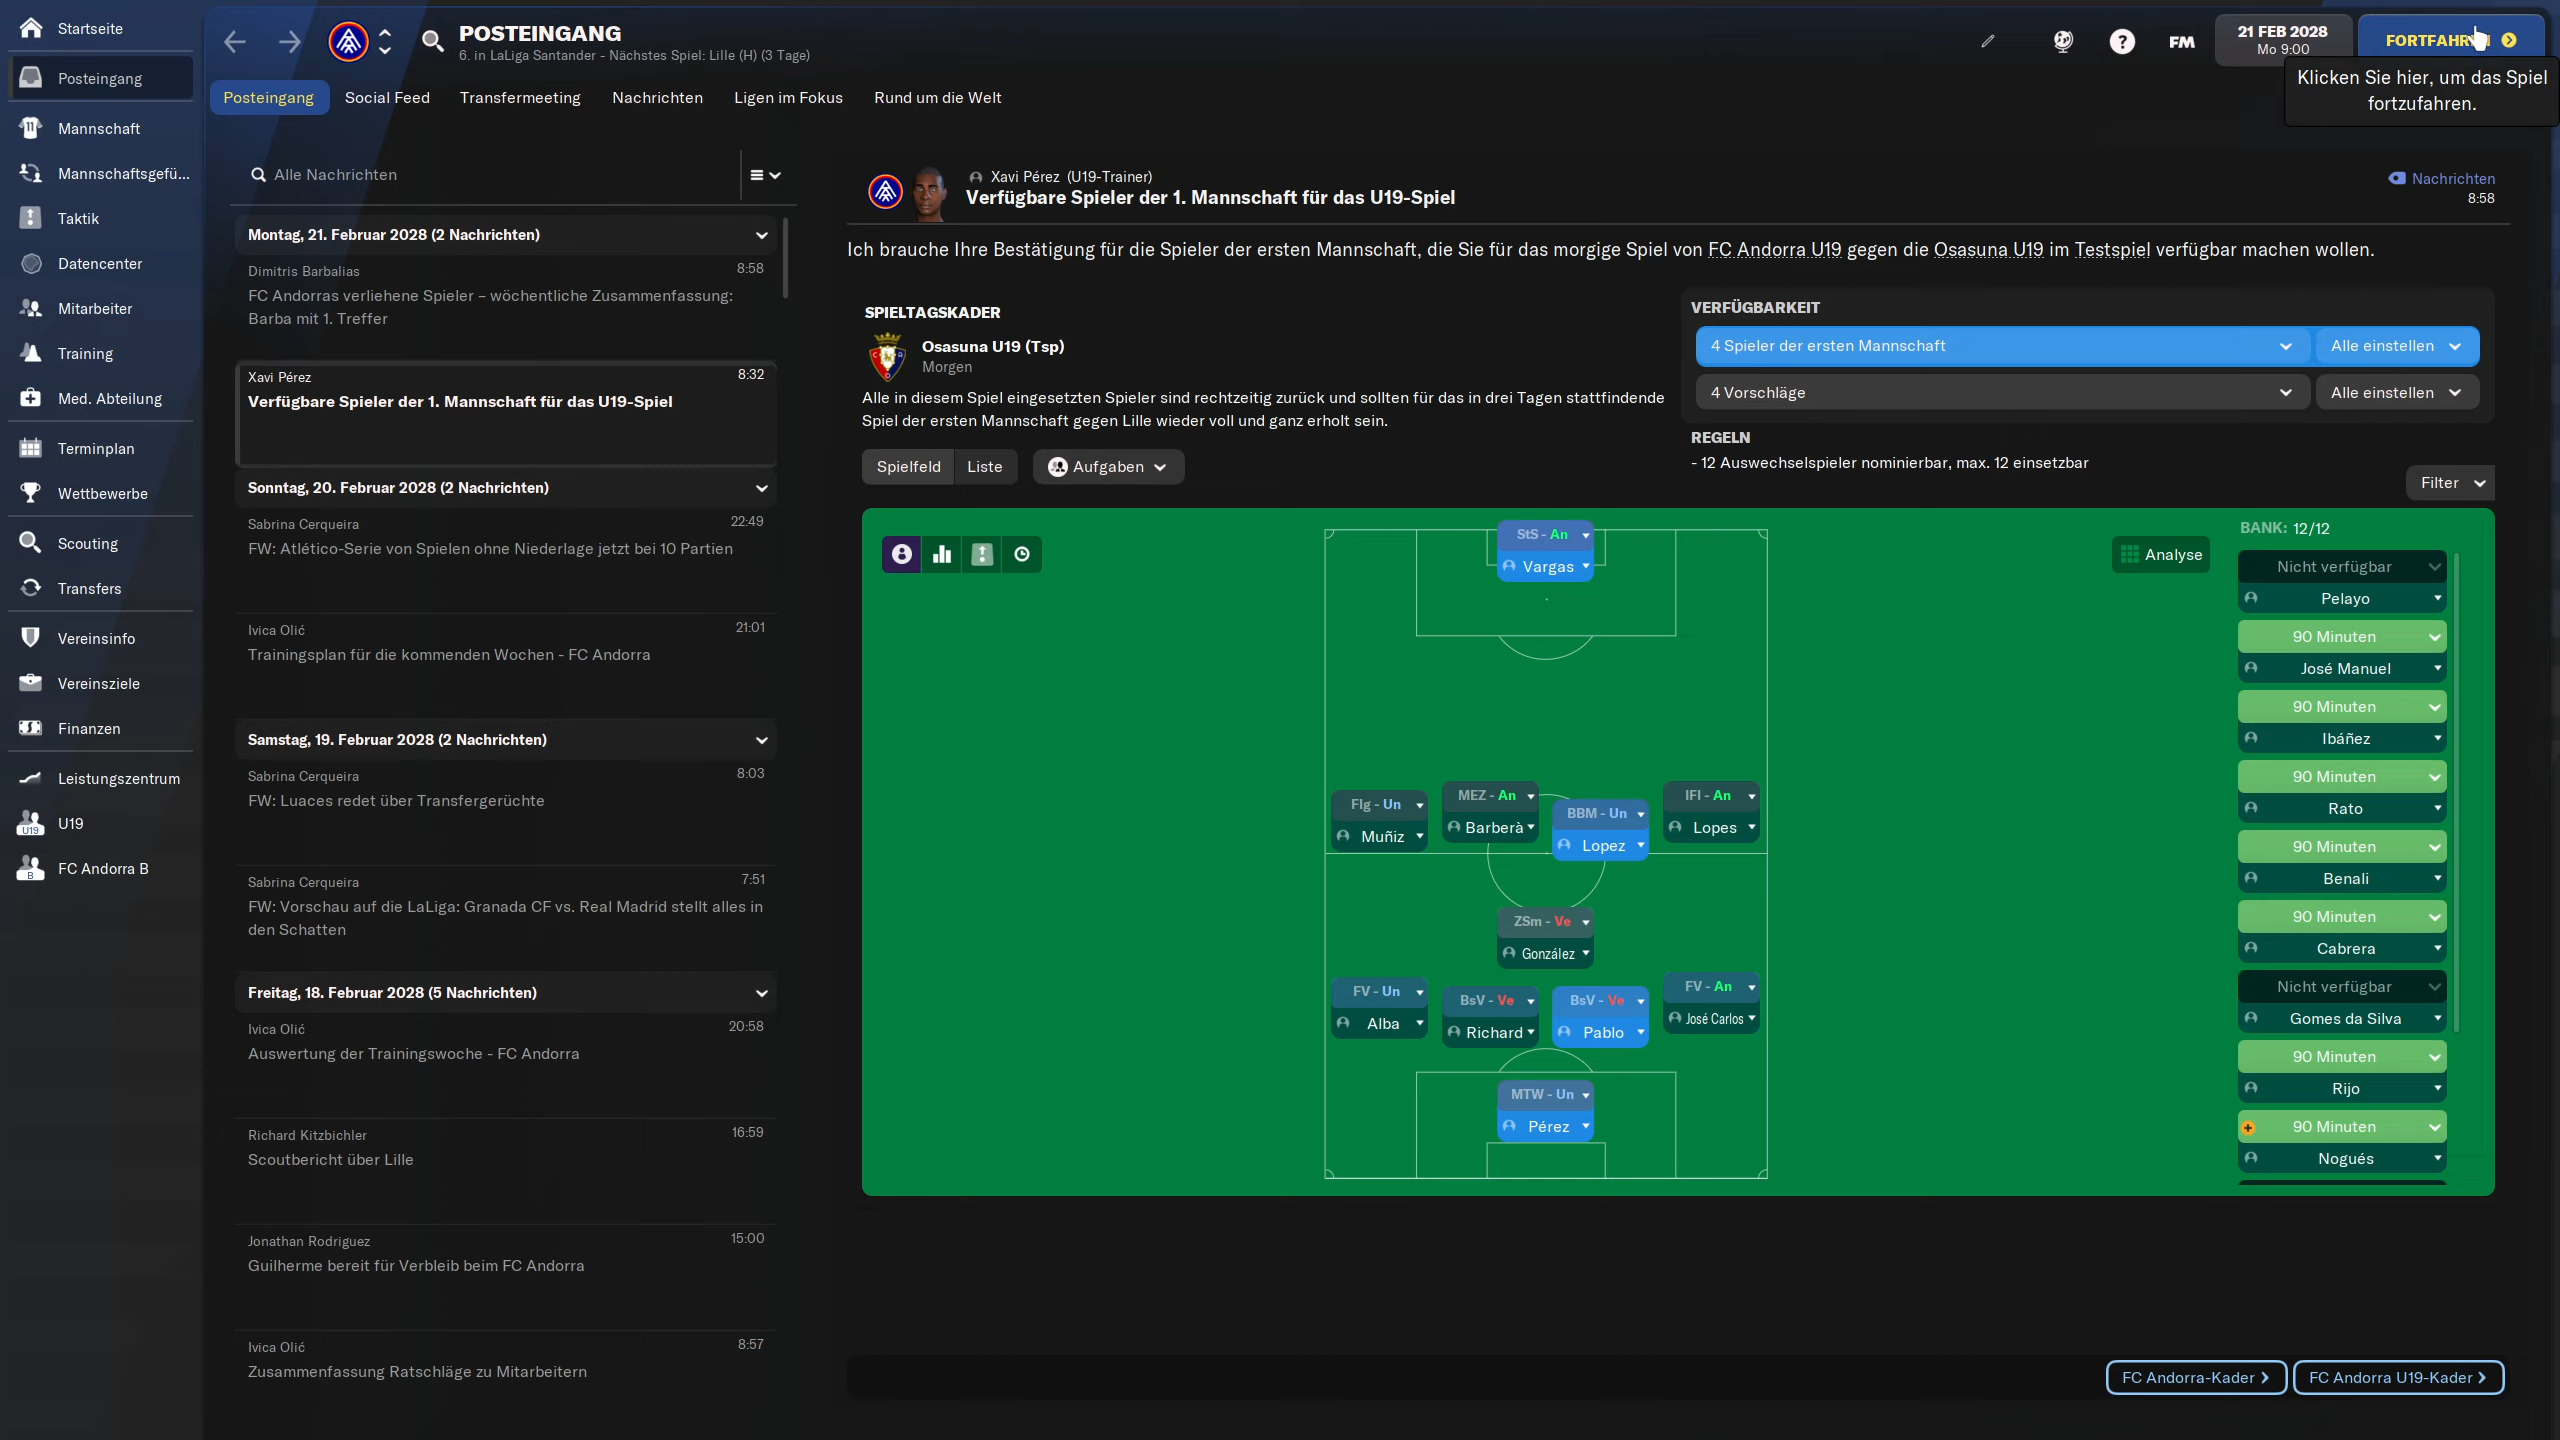 Startseite
Posteingang
Mannschaft
Mannschaftsgefü...
Taktik
Datencenter
Mitarbeiter
Training
Med. Abteilung
Terminplan
Wettbewerbe
Scouting
Transfers
Vereinsinfo
Vereinsziele
Finanzen
Leistungszentrum
U19
U19
FC Andorra B
B
POSTEINGANG
6. in LaLiga Santander - Nächstes Spiel: Lille (H) (3 Tage)
FM
21 FEB 2028
Mo 9:00
Klicken Sie hier, um das Spiel
fortzufahren.
Posteingang
Social Feed
Transfermeeting
Nachrichten
Ligen im Fokus
Rund um die Welt
Alle Nachrichten
Montag, 21. Februar 2028 (2 Nachrichten)
Dimitris Barbalias
8:58
FC Andorras verliehene Spieler – wöchentliche Zusammenfassung:
Barba mit 1. Treffer
Xavi Pérez
8:32
Verfügbare Spieler der 1. Mannschaft für das U19-Spiel
Sonntag, 20. Februar 2028 (2 Nachrichten)
Sabrina Cerqueira
22:49
FW: Atlético-Serie von Spielen ohne Niederlage jetzt bei 10 Partien
Ivica Olić
21:01
Trainingsplan für die kommenden Wochen - FC Andorra
Samstag, 19. Februar 2028 (2 Nachrichten)
Sabrina Cerqueira
8:03
FW: Luaces redet über Transfergerüchte
Sabrina Cerqueira
7:51
FW: Vorschau auf die LaLiga: Granada CF vs. Real Madrid stellt alles in
den Schatten
Freitag, 18. Februar 2028 (5 Nachrichten)
Ivica Olić
20:58
Auswertung der Trainingswoche - FC Andorra
Richard Kitzbichler
16:59
Scoutbericht über Lille
Jonathan Rodriguez
15:00
Guilherme bereit für Verbleib beim FC Andorra
Ivica Olić
8:57
Zusammenfassung Ratschläge zu Mitarbeitern
Xavi Pérez (U19-Trainer)
Verfügbare Spieler der 1. Mannschaft für das U19-Spiel
Nachrichten
8:58
Ich brauche Ihre Bestätigung für die Spieler der ersten Mannschaft, die Sie für das morgige Spiel von FC Andorra U19 gegen die Osasuna U19 im Testspiel verfügbar machen wollen.
SPIELTAGSKADER
Osasuna U19 (Tsp)
Morgen
Alle in diesem Spiel eingesetzten Spieler sind rechtzeitig zurück und sollten für das in drei Tagen stattfindende
Spiel der ersten Mannschaft gegen Lille wieder voll und ganz erholt sein.
Spielfeld
Liste
Aufgaben
VERFÜGBARKEIT
4 Spieler der ersten Mannschaft
Alle einstellen
4 Vorschläge
Alle einstellen
REGELN
- 12 Auswechselspieler nominierbar, max. 12 einsetzbar
Filter
Analyse
StS - An
Vargas
Flg - Un
Muñiz
MEZ - An
Barberà
BBM - Un
Lopez
IFl - An
Lopes
ZSm - Ve
González
FV - Un
Alba
BsV - Ve
Richard
BsV - Ve
Pablo
FV - An
José Carlos
MTW - Un
Pérez
BANK: 12/12
Nicht verfügbar
Pelayo
90 Minuten
José Manuel
90 Minuten
Ibáñez
90 Minuten
Rato
90 Minuten
Benali
90 Minuten
Cabrera
Nicht verfügbar
Gomes da Silva
90 Minuten
Rijo
90 Minuten
Nogués
FC Andorra-Kader
FC Andorra U19-Kader